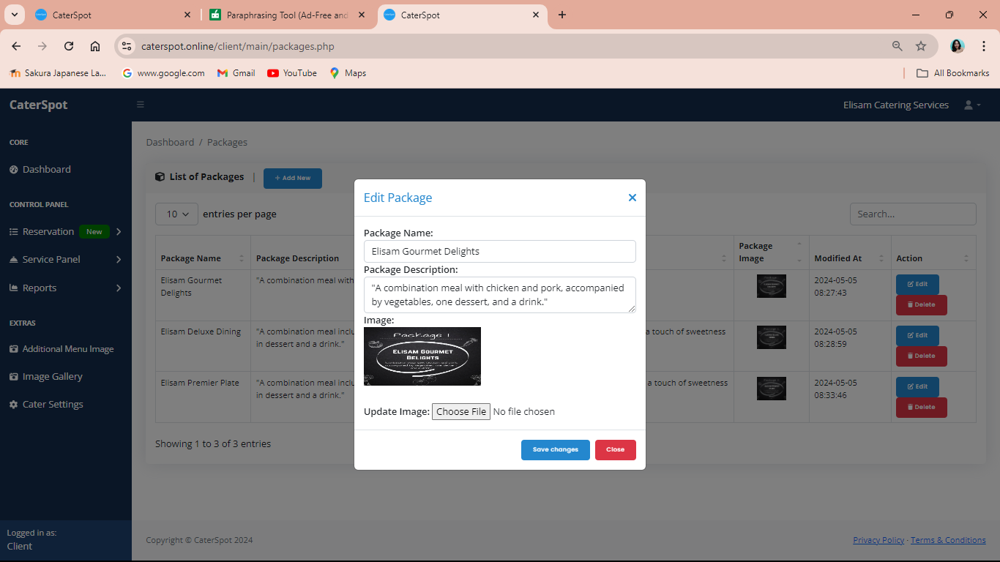 CaterSpot
Paraphrasing Tool (Ad-Free and
CaterSpot
caterspot.online/client/main/packages.php
Sakura Japanese La...
www.google.com
Gmail
YouTube
Maps
All Bookmarks
CaterSpot
Elisam Catering Services
CORE
Dashboard
CONTROL PANEL
Reservation New
Service Panel
Reports
EXTRAS
Additional Menu Image
Image Gallery
Cater Settings
Logged in as:
Client
Dashboard / Packages
List of Packages | + Add New
10 entries per page
Search...
Package Name
Package Description
Package
Image
Modified At
Action
Elisam Gourmet
Delights
"A combination meal with
2024-05-05
08:27:43
Edit
Delete
Elisam Deluxe Dining
"A combination meal inclu
a touch of sweetness
in dessert and a drink."
2024-05-05
08:28:59
Edit
Delete
Elisam Premier Plate
"A combination meal inclu
a touch of sweetness
in dessert and a drink."
2024-05-05
08:33:46
Edit
Delete
Showing 1 to 3 of 3 entries
Edit Package
Package Name:
Elisam Gourmet Delights
Package Description:
"A combination meal with chicken and pork, accompanied
by vegetables, one dessert, and a drink."
Image:
Package 1
Elisam Gourmet
Delights
Update Image: Choose File No file chosen
Save changes
Close
Copyright © CaterSpot 2024
Privacy Policy · Terms & Conditions